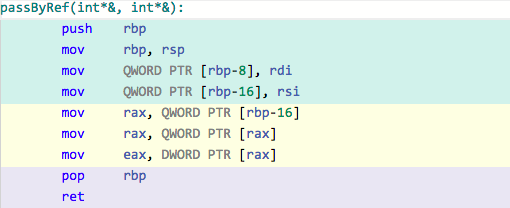 passByRef(int*&, int*&):
push rbp
mov rbp, rsp
mov QWORD PTR [rbp-8], rdi
mov QWORD PTR [rbp-16], rsi
mov rax, QWORD PTR [rbp-16]
mov rax, QWORD PTR [rax]
mov eax, DWORD PTR [rax]
pop rbp
ret